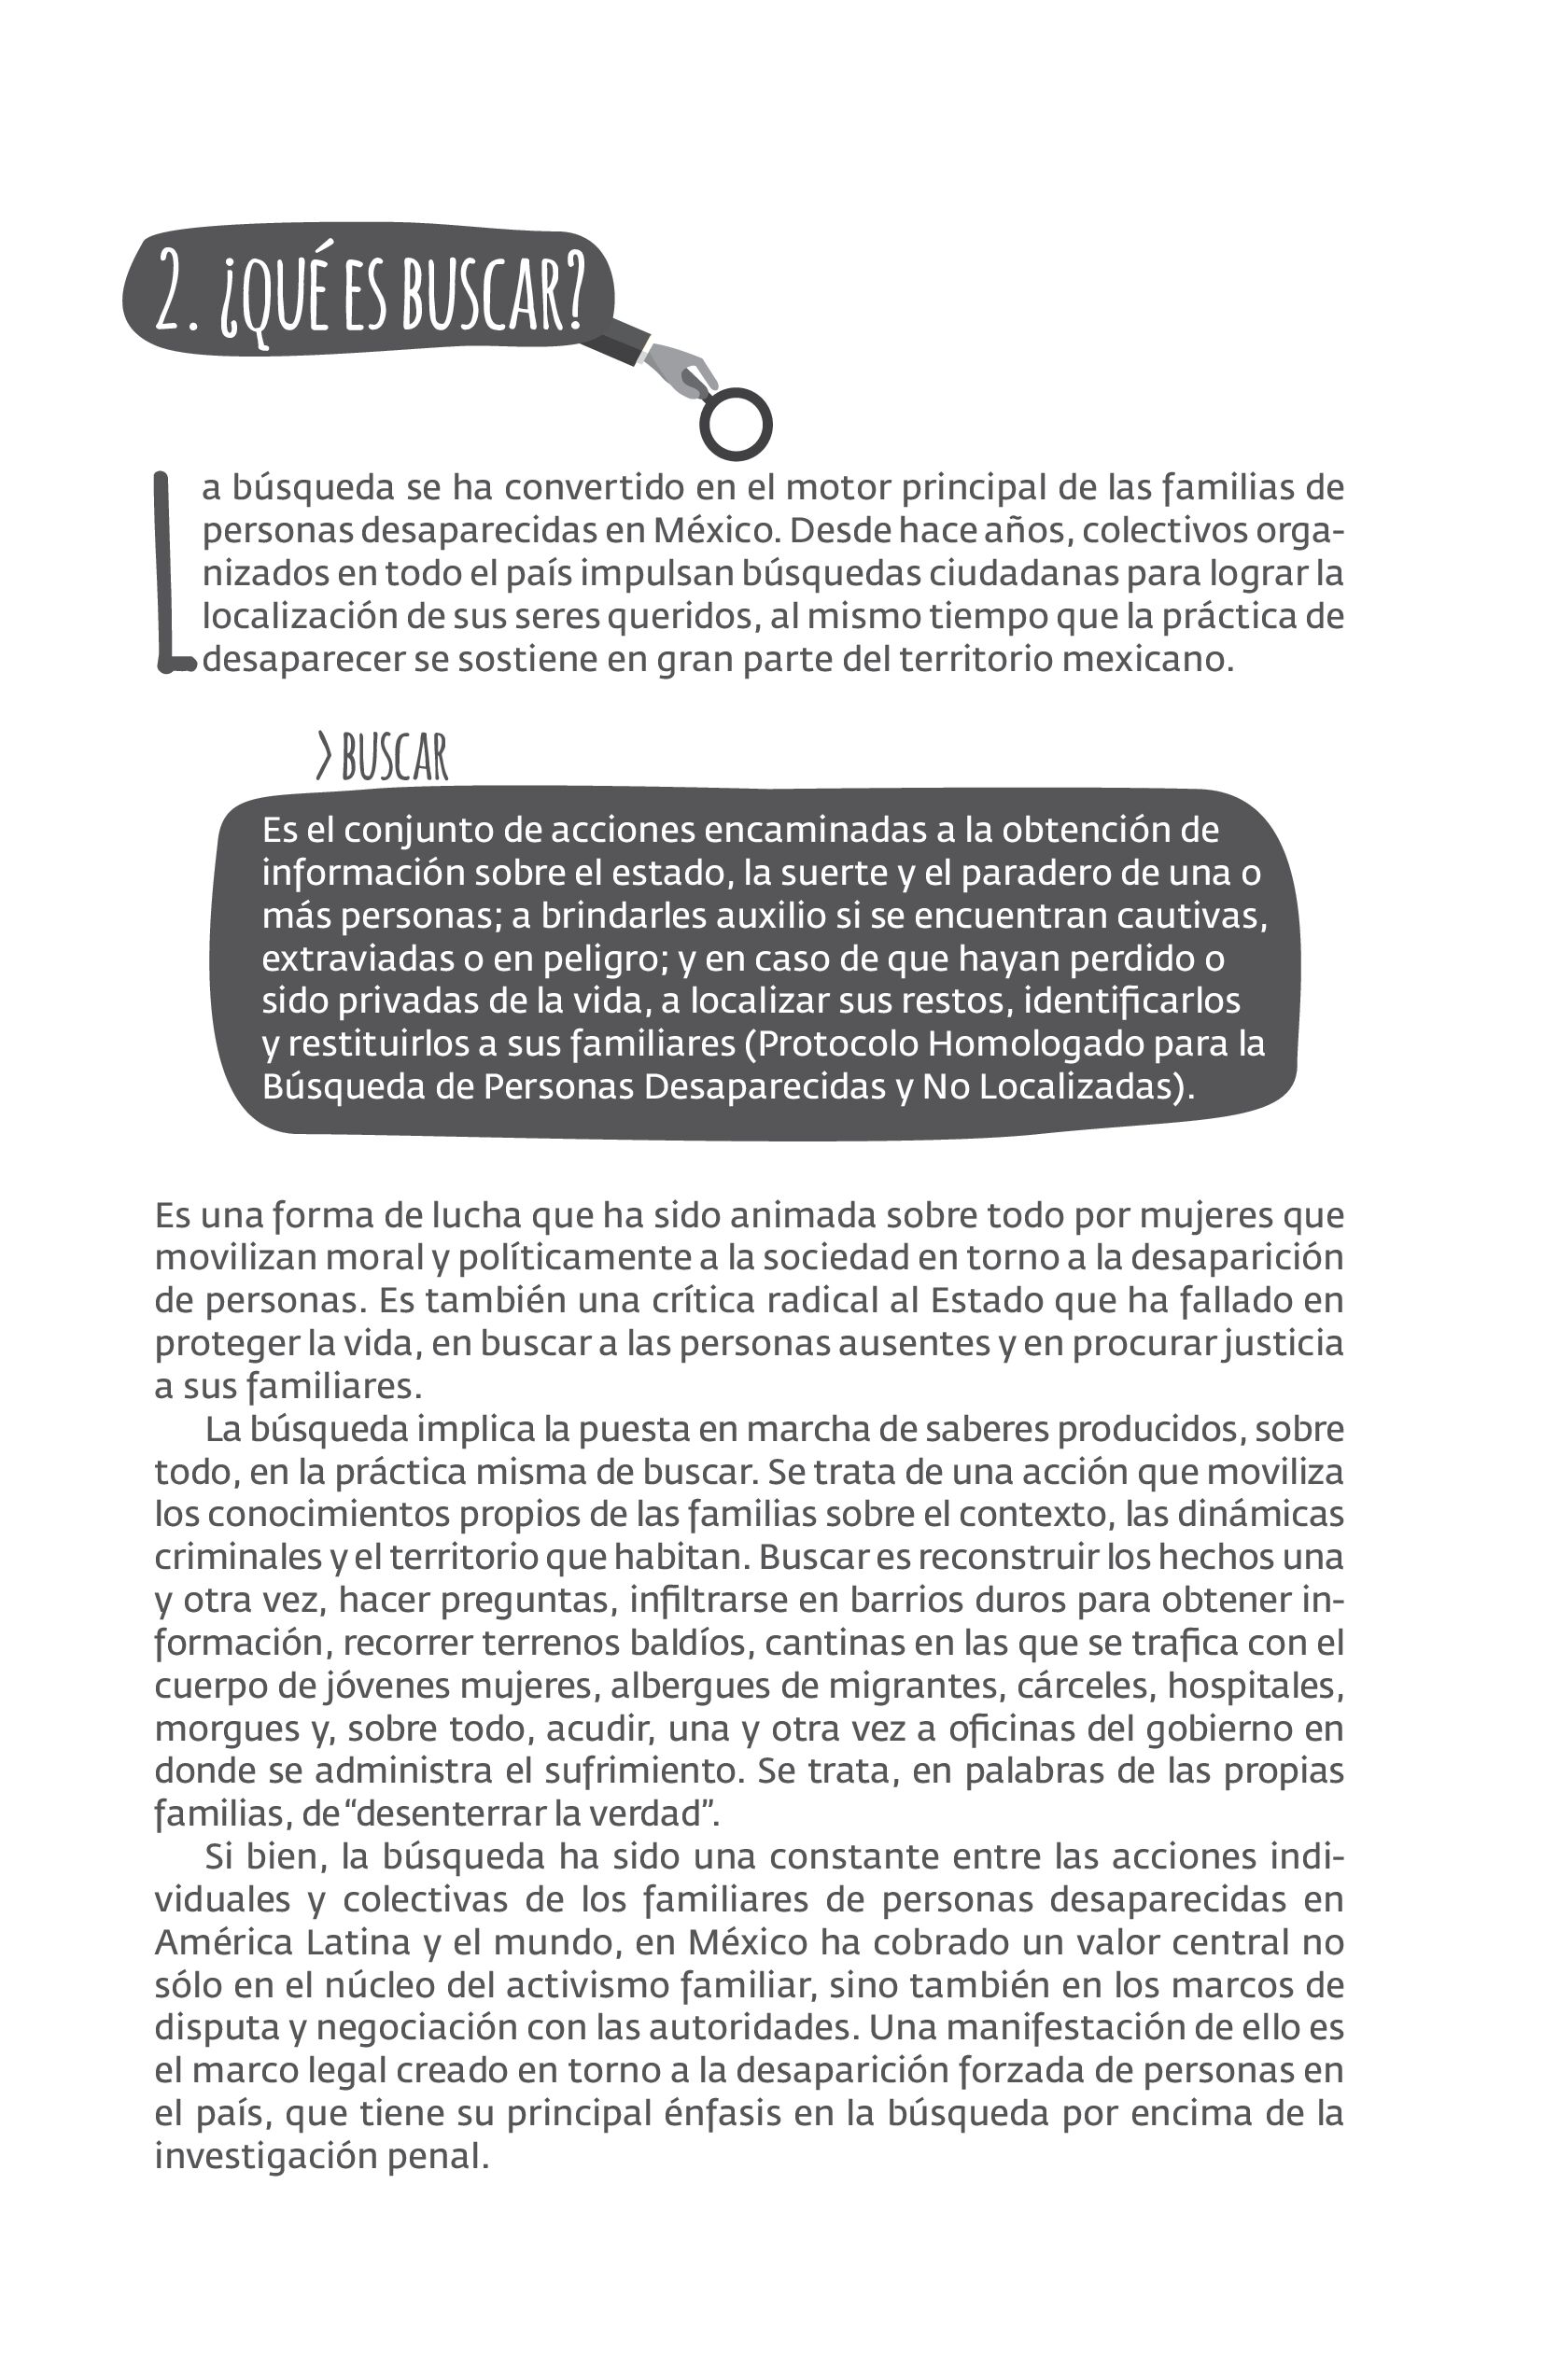 2. ¿QUÉ ES BUSCAR?
La búsqueda se ha convertido en el motor principal de las familias de
personas desaparecidas en México. Desde hace años, colectivos orga-
nizados en todo el país impulsan búsquedas ciudadanas para lograr la
localización de sus seres queridos, al mismo tiempo que la práctica de
desaparecer se sostiene en gran parte del territorio mexicano.
> BUSCAR
Es el conjunto de acciones encaminadas a la obtención de
información sobre el estado, la suerte y el paradero de una o
más personas; a brindarles auxilio si se encuentran cautivas,
extraviadas o en peligro; y en caso de que hayan perdido o
sido privadas de la vida, a localizar sus restos, identificarlos
y restituirlos a sus familiares (Protocolo Homologado para la
Búsqueda de Personas Desaparecidas y No Localizadas).
Es una forma de lucha que ha sido animada sobre todo por mujeres que
movilizan moral y políticamente a la sociedad en torno a la desaparición
de personas. Es también una crítica radical al Estado que ha fallado en
proteger la vida, en buscar a las personas ausentes y en procurar justicia
a sus familiares.
La búsqueda implica la puesta en marcha de saberes producidos, sobre
todo, en la práctica misma de buscar. Se trata de una acción que moviliza
los conocimientos propios de las familias sobre el contexto, las dinámicas
criminales y el territorio que habitan. Buscar es reconstruir los hechos una
y otra vez, hacer preguntas, infiltrarse en barrios duros para obtener in-
formación, recorrer terrenos baldíos, cantinas en las que se trafica con el
cuerpo de jóvenes mujeres, albergues de migrantes, cárceles, hospitales,
morgues y, sobre todo, acudir, una y otra vez a oficinas del gobierno en
donde se administra el sufrimiento. Se trata, en palabras de las propias
familias, de “desenterrar la verdad”.
Si bien, la búsqueda ha sido una constante entre las acciones indi-
viduales y colectivas de los familiares de personas desaparecidas en
América Latina y el mundo, en México ha cobrado un valor central no
sólo en el núcleo del activismo familiar, sino también en los marcos de
disputa y negociación con las autoridades. Una manifestación de ello es
el marco legal creado en torno a la desaparición forzada de personas en
el país, que tiene su principal énfasis en la búsqueda por encima de la
investigación penal.